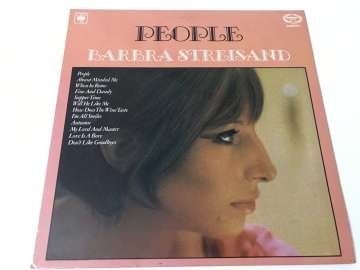 CBS
PEOPLE
BARBRA STREISAND
People
Absent Minded Me
When In Rome
Fine And Dandy
Supper Time
Will He Like Me
How Does The Wine Taste
I'm All Smiles
Autumn
My Lord And Master
Love Is A Bore
Don't Like Goodbyes